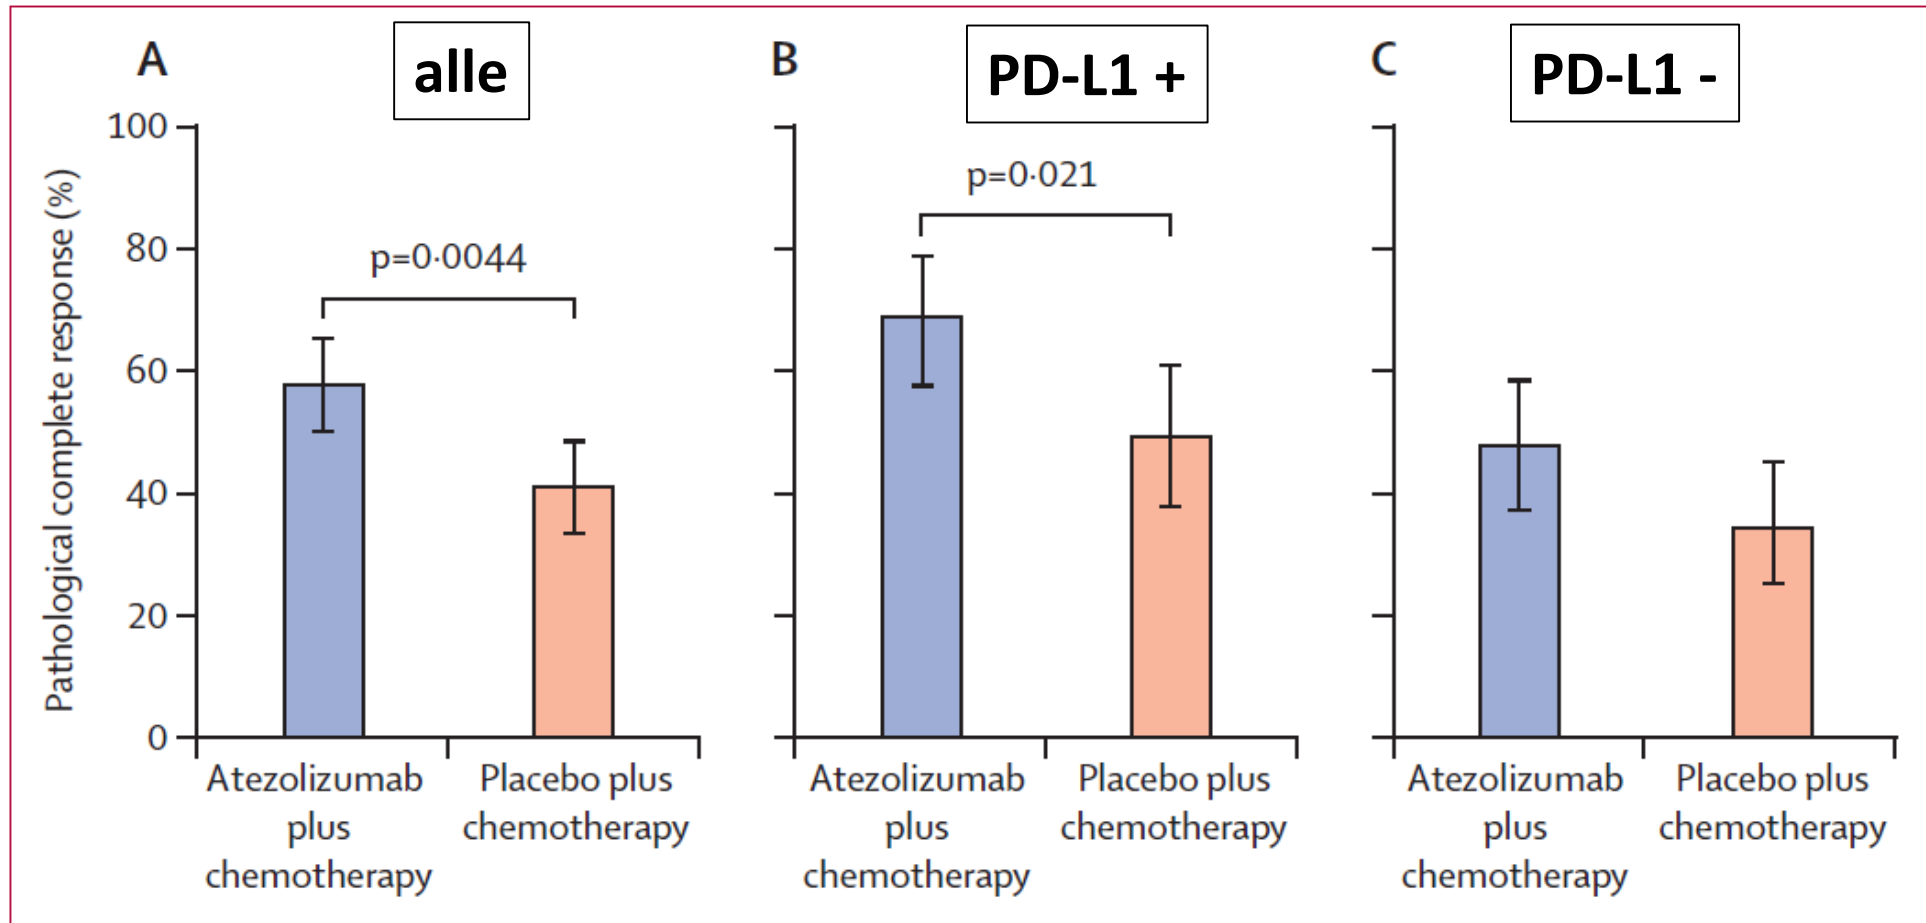 A
alle
B
PD-L1 +
C
PD-L1 -
Pathological complete response (%)
100
80
60
40
20
0
p=0·0044
p=0·021
Atezolizumab
plus
chemotherapy
Placebo plus
chemotherapy
Atezolizumab
plus
chemotherapy
Placebo plus
chemotherapy
Atezolizumab
plus
chemotherapy
Placebo plus
chemotherapy